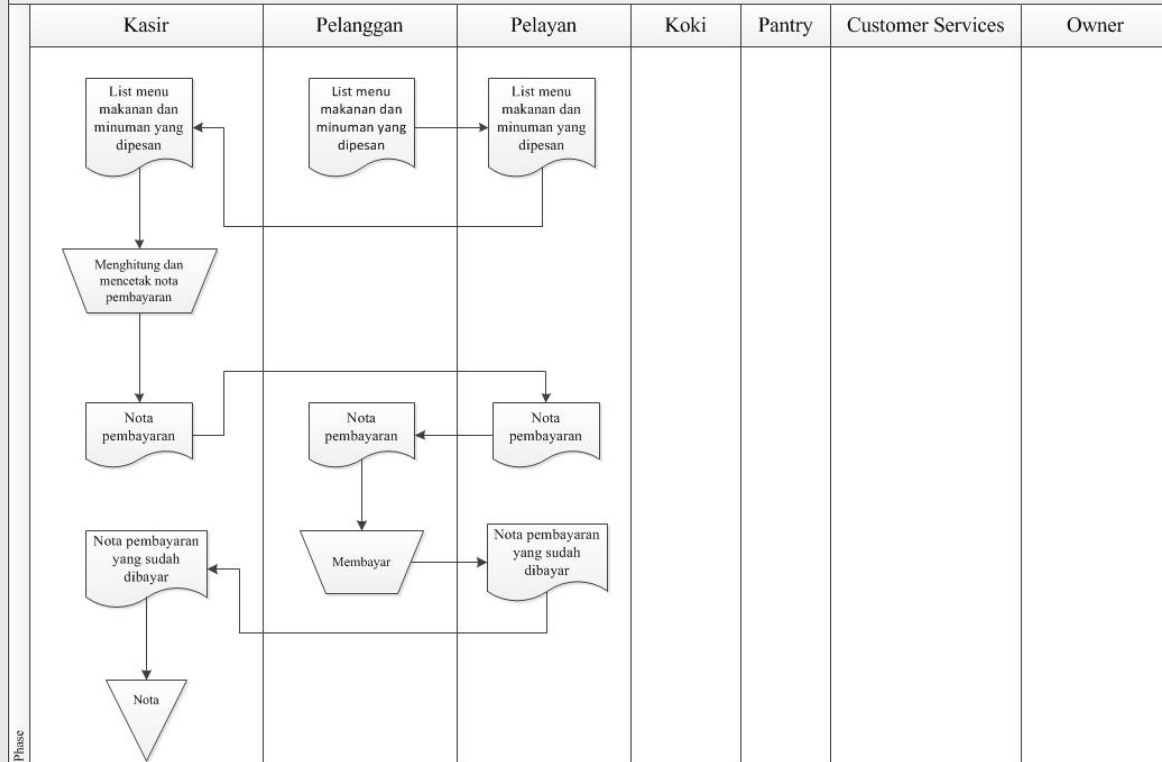 Kasir
Pelanggan
Pelayan
Koki
Pantry
Customer Services
Owner
List menu
makanan dan
minuman yang
dipesan
List menu
makanan dan
minuman yang
dipesan
List menu
makanan dan
minuman yang
dipesan
Menghitung dan
mencetak nota
pembayaran
Nota
pembayaran
Nota
pembayaran
Nota
pembayaran
Nota pembayaran
yang sudah
dibayar
Membayar
Nota pembayaran
yang sudah
dibayar
Nota
Phase